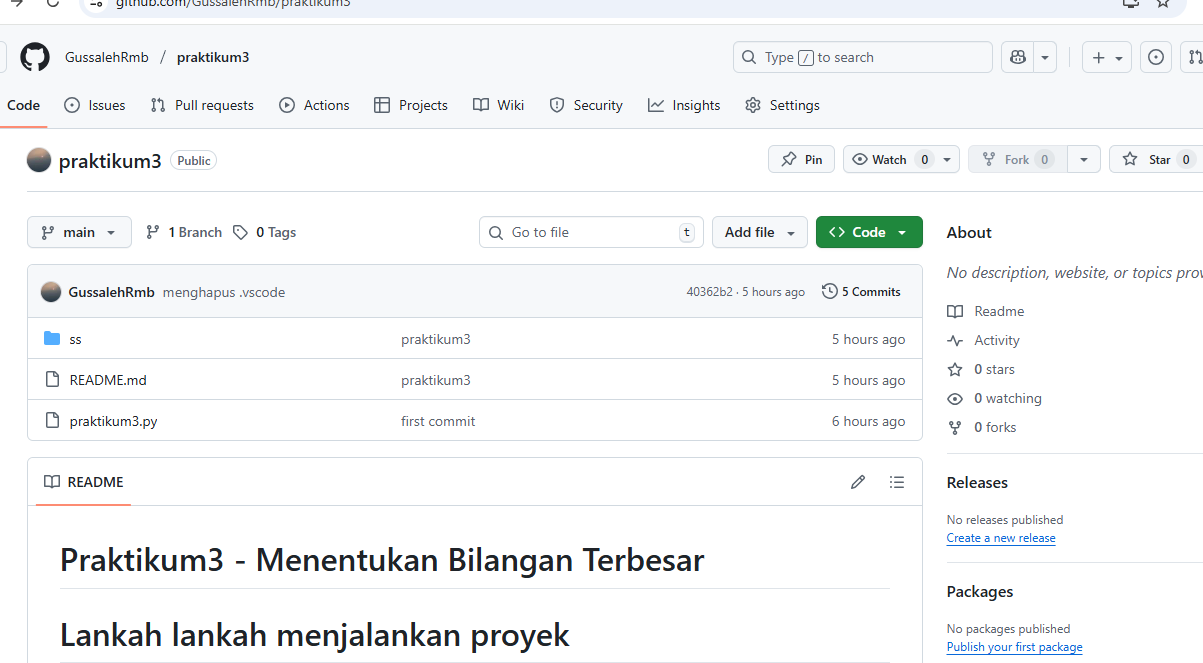 github.com/GussalehRmb/praktikum3
GussalehRmb / praktikum3
Type / to search
Code Issues Pull requests Actions Projects Wiki Security Insights Settings
praktikum3 Public
Pin Watch 0 Fork 0 Star 0
main 1 Branch 0 Tags
Go to file t Add file <> Code
GussalehRmb menghapus .vscode 40362b2 · 5 hours ago 5 Commits
ss praktikum3 5 hours ago
README.md praktikum3 5 hours ago
praktikum3.py first commit 6 hours ago
README
Praktikum3 - Menentukan Bilangan Terbesar
Lankah lankah menjalankan proyek
About
No description, website, or topics prov
Readme
Activity
0 stars
0 watching
0 forks
Releases
No releases published
Create a new release
Packages
No packages published
Publish your first package